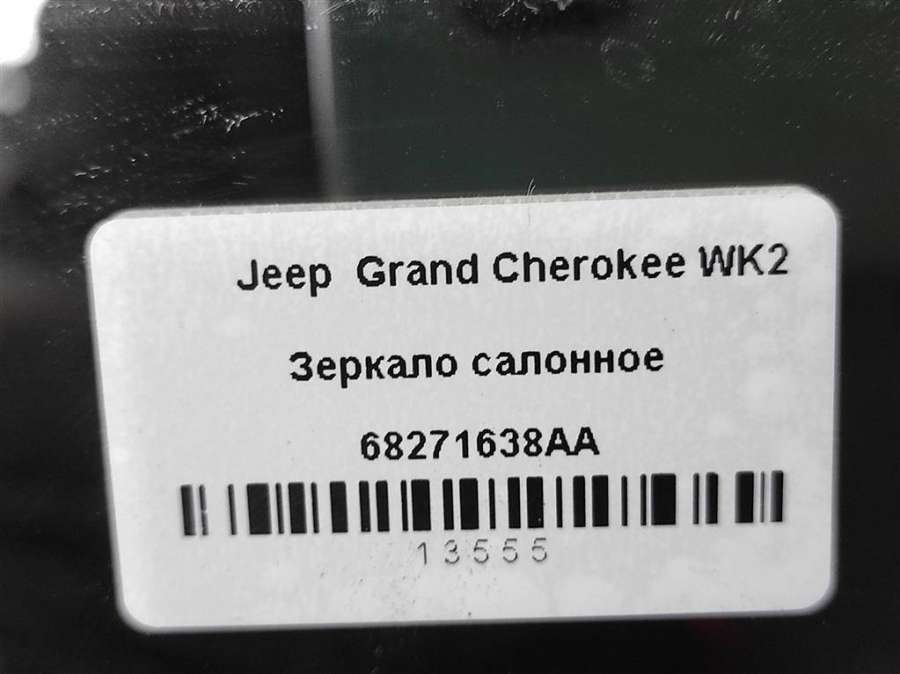 Jeep Grand Cherokee WK2
Зеркало салонное
68271638AA
13555